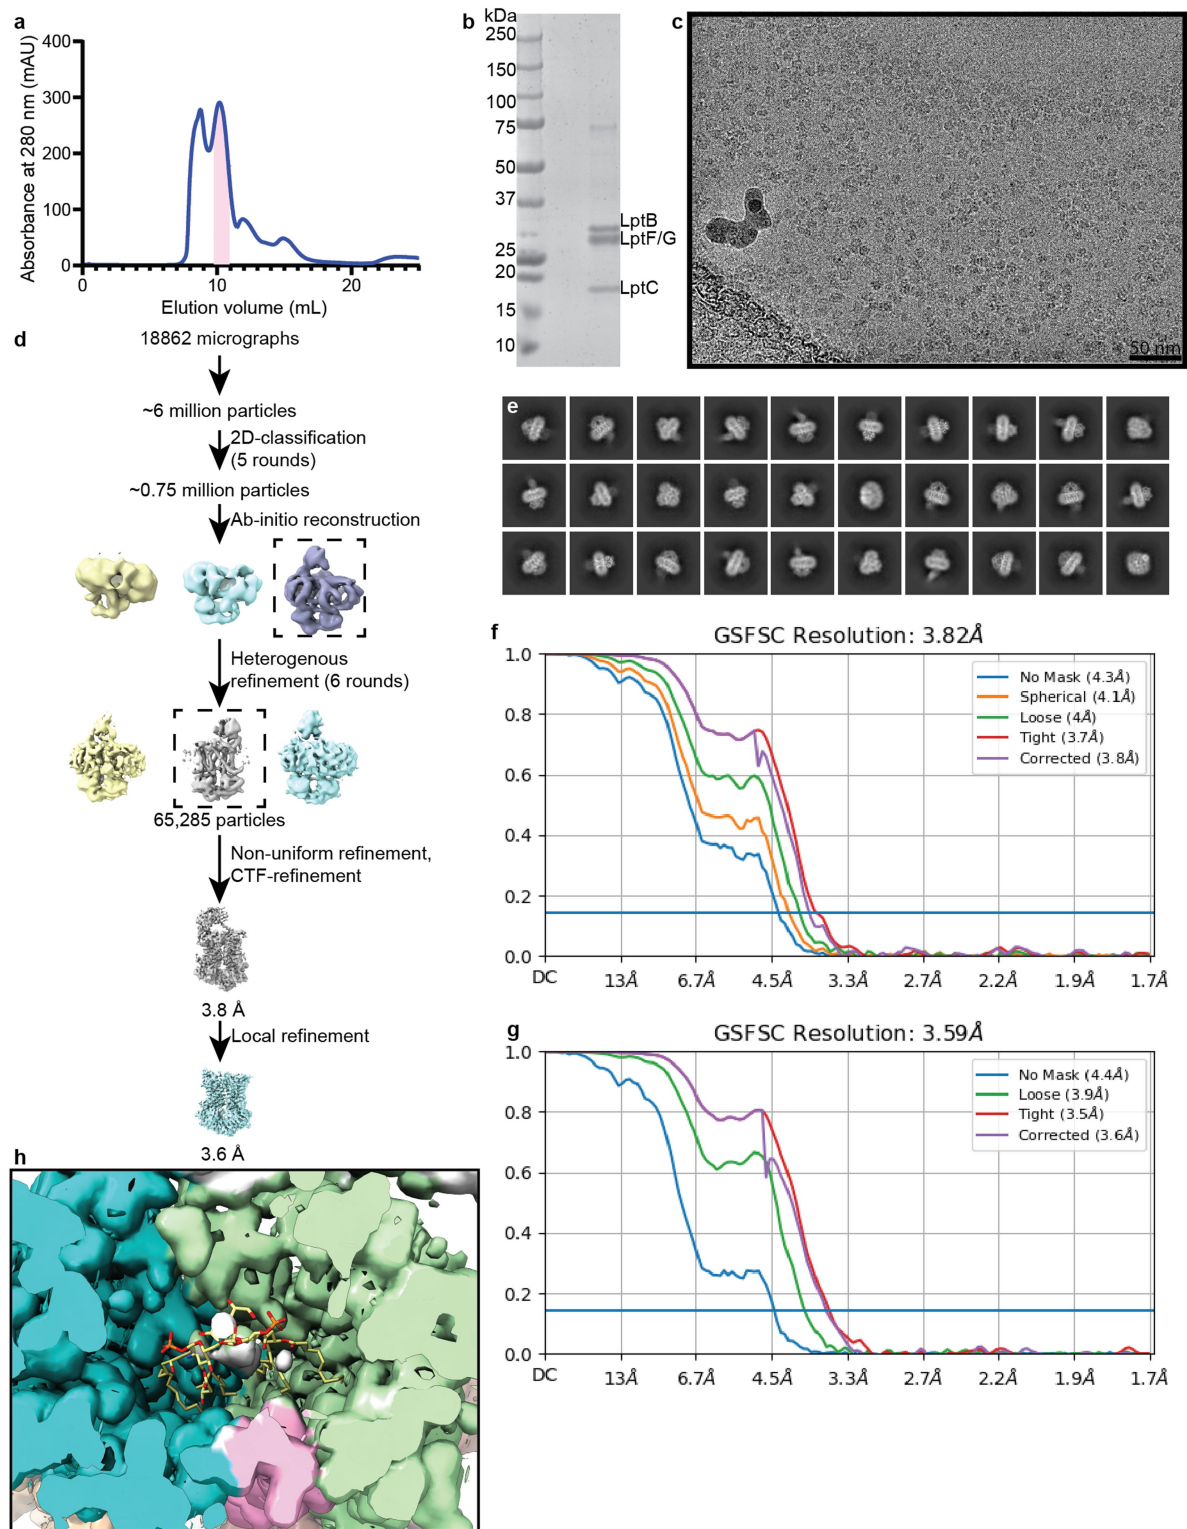 a
Absorbance at 280 nm (mAU)
400
300
200
100
0
0
10
20
Elution volume (mL)
b
kDa
250
150
100
75
50
37
25
20
15
10
LptB
LptF/G
LptC
c
50 nm
d
18862 micrographs
~6 million particles
2D-classification
(5 rounds)
~0.75 million particles
Ab-initio reconstruction
Heterogenous
refinement (6 rounds)
65,285 particles
Non-uniform refinement,
CTF-refinement
3.8 Å
Local refinement
3.6 Å
e
f
GSFSC Resolution: 3.82Å
1.0
0.8
0.6
0.4
0.2
0.0
No Mask (4.3Å)
Spherical (4.1Å)
Loose (4Å)
Tight (3.7Å)
Corrected (3.8Å)
DC
13Å
6.7Å
4.5Å
3.3Å
2.7Å
2.2Å
1.9Å
1.7Å
g
GSFSC Resolution: 3.59Å
1.0
0.8
0.6
0.4
0.2
0.0
No Mask (4.4Å)
Loose (3.9Å)
Tight (3.5Å)
Corrected (3.6Å)
DC
13Å
6.7Å
4.5Å
3.3Å
2.7Å
2.2Å
1.9Å
1.7Å
h